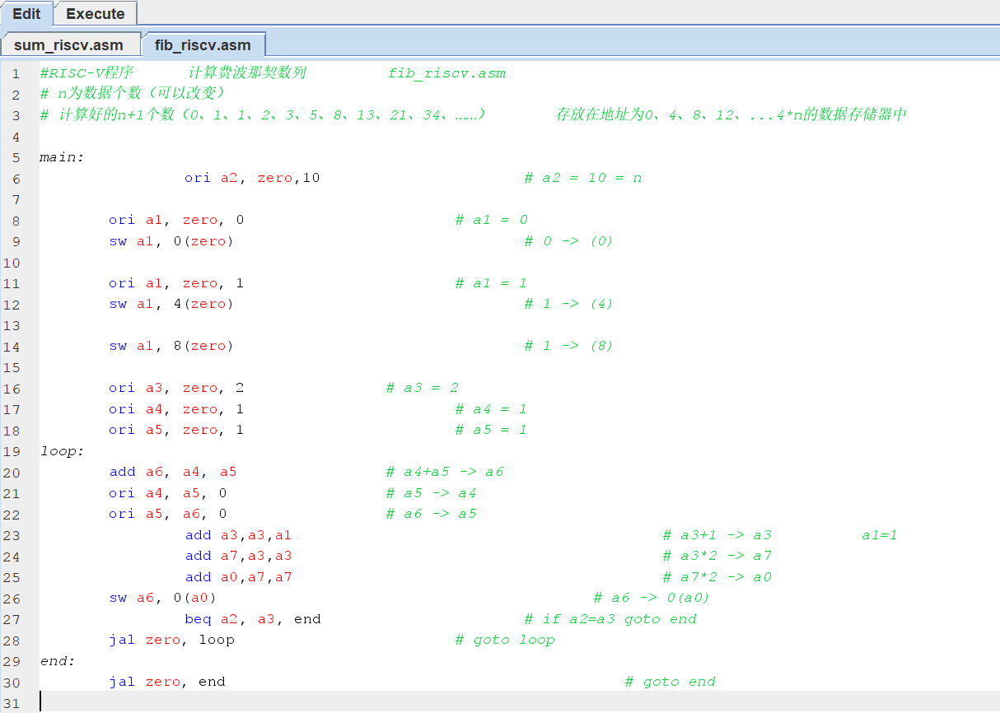 Edit Execute
sum_riscv.asm fib_riscv.asm
1 #RISC-V程序 计算费波那契数列 fib_riscv.asm
2 # n为数据个数（可以改变）
3 # 计算好的n+1个数（0、1、1、2、3、5、8、13、21、34、……） 存放在地址为0、4、8、12、...4*n的数据存储器中
4
5 main:
6 ori a2, zero,10 # a2 = 10 = n
7
8 ori a1, zero, 0 # a1 = 0
9 sw a1, 0(zero) # 0 -> (0)
10
11 ori a1, zero, 1 # a1 = 1
12 sw a1, 4(zero) # 1 -> (4)
13
14 sw a1, 8(zero) # 1 -> (8)
15
16 ori a3, zero, 2 # a3 = 2
17 ori a4, zero, 1 # a4 = 1
18 ori a5, zero, 1 # a5 = 1
19 loop:
20 add a6, a4, a5 # a4+a5 -> a6
21 ori a4, a5, 0 # a5 -> a4
22 ori a5, a6, 0 # a6 -> a5
23 add a3,a3,a1 # a3+1 -> a3 a1=1
24 add a7,a3,a3 # a3*2 -> a7
25 add a0,a7,a7 # a7*2 -> a0
26 sw a6, 0(a0) # a6 -> 0(a0)
27 beq a2, a3, end # if a2=a3 goto end
28 jal zero, loop # goto loop
29 end:
30 jal zero, end # goto end
31